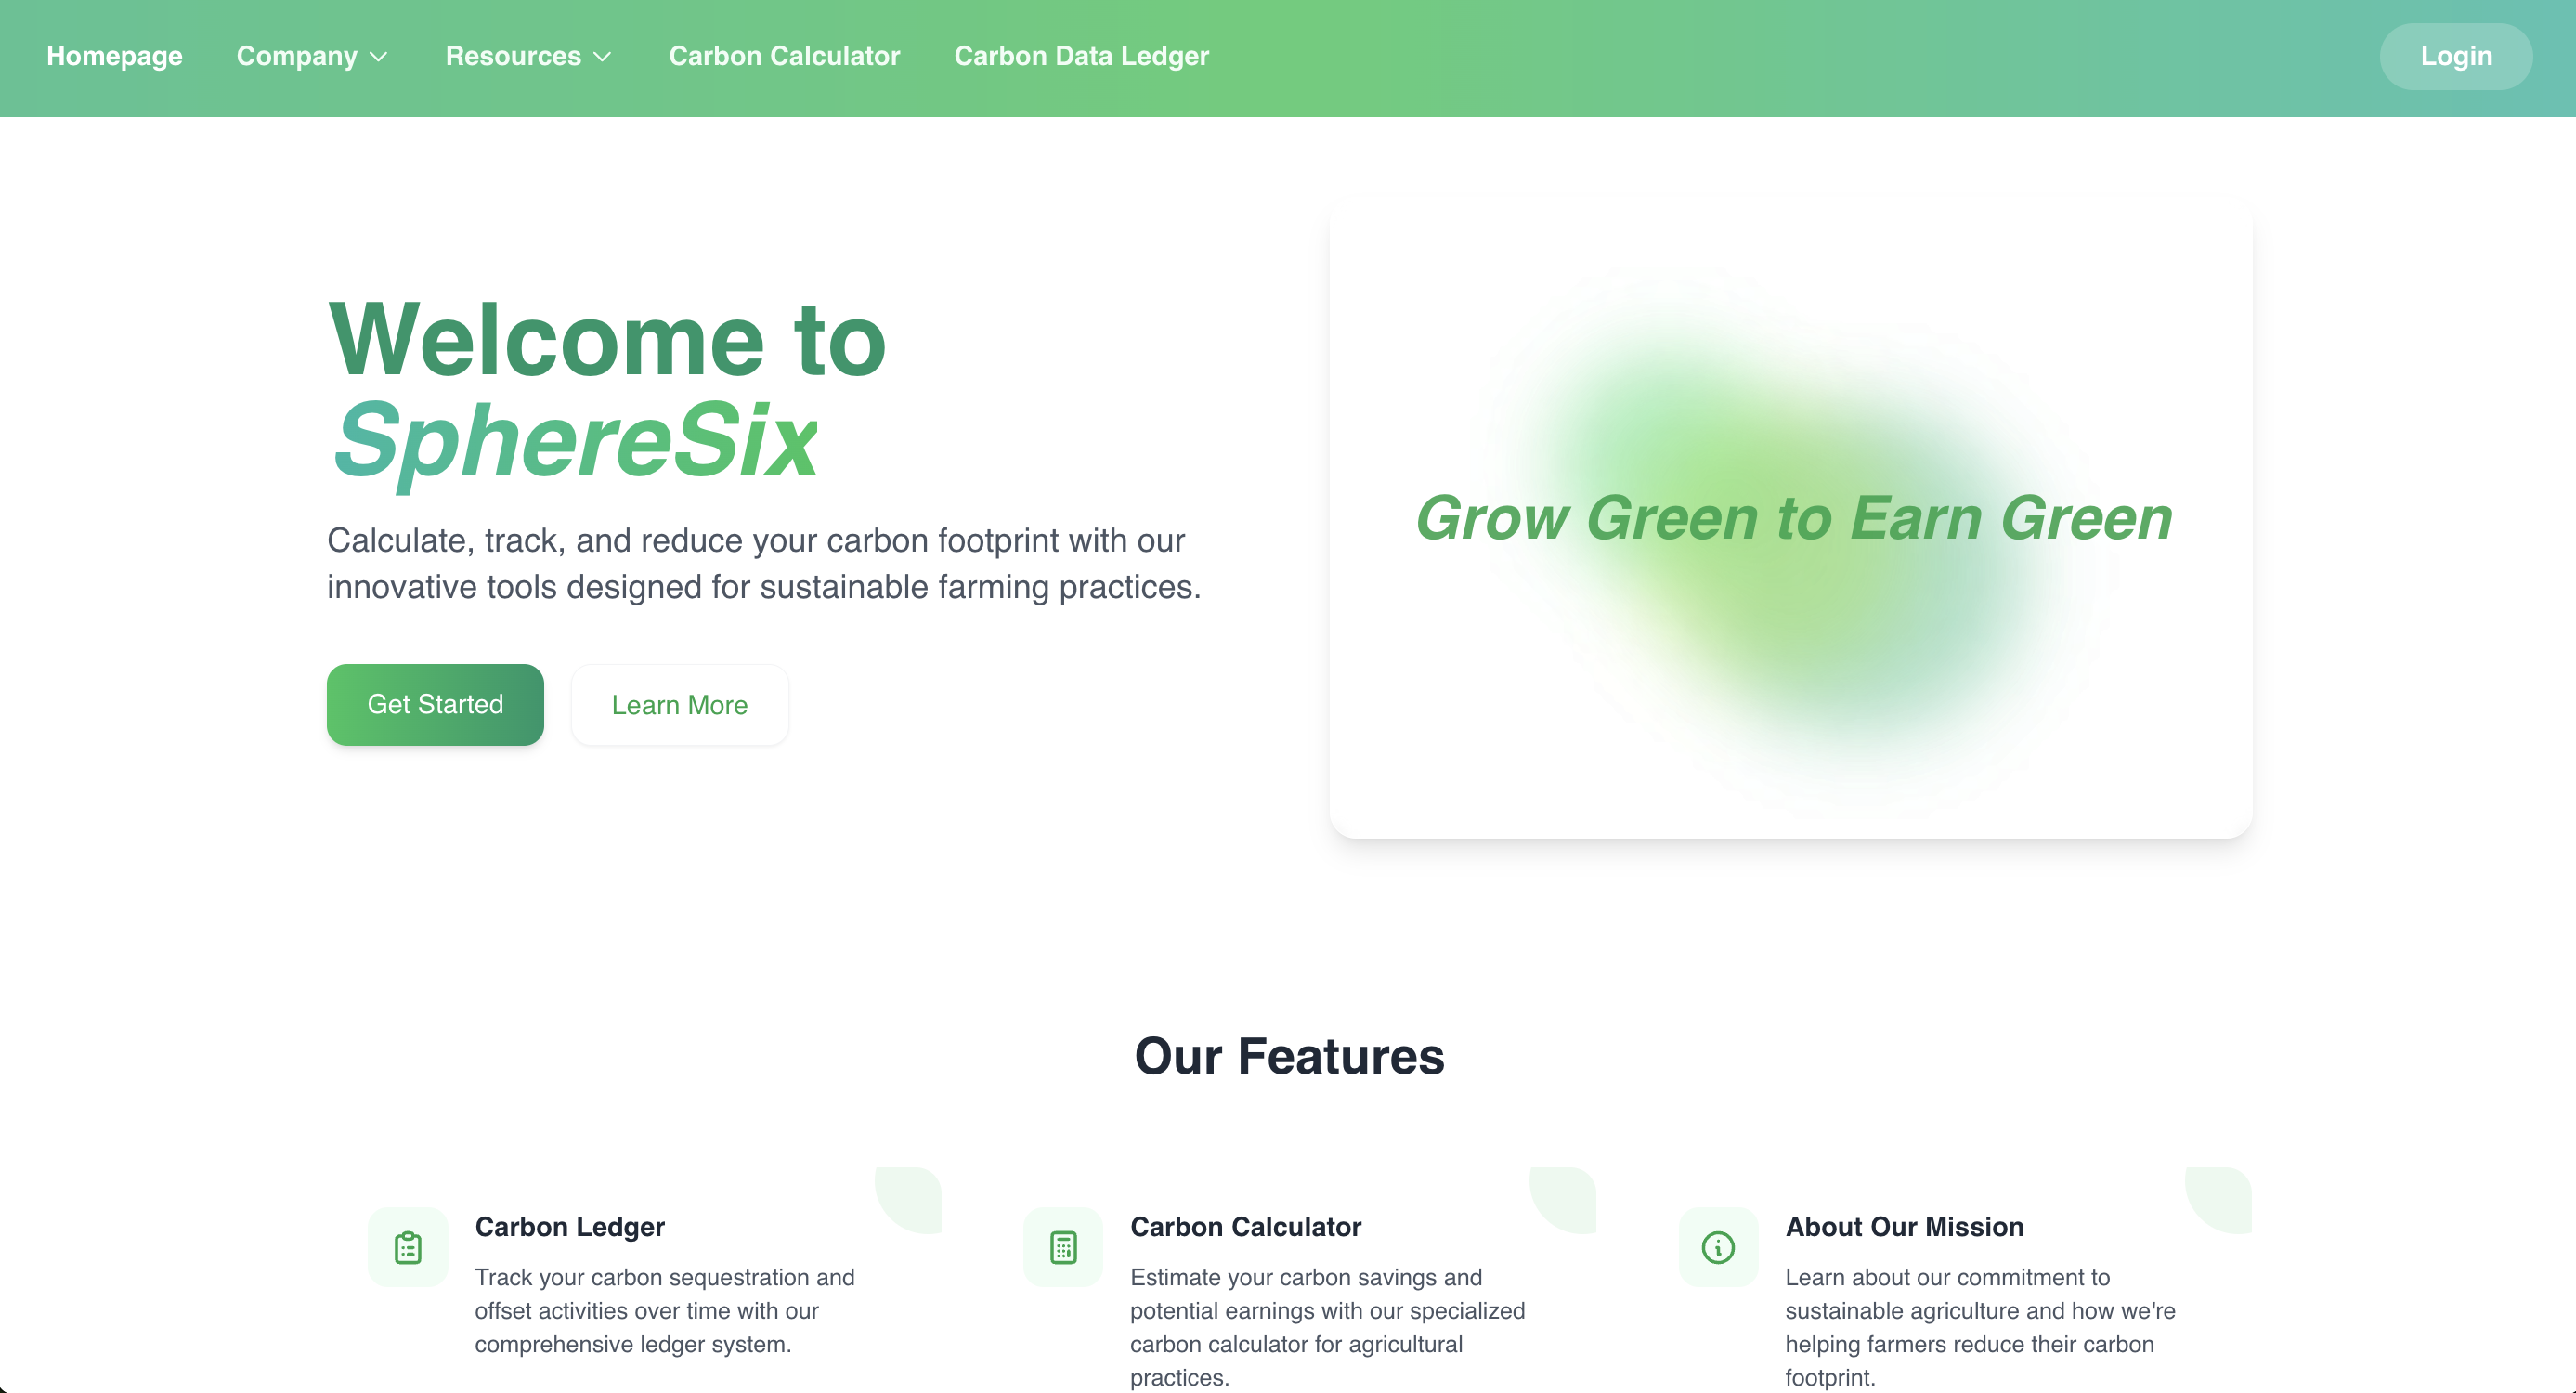 Homepage Company Resources Carbon Calculator Carbon Data Ledger Login
Welcome to
SphereSix
Calculate, track, and reduce your carbon footprint with our
innovative tools designed for sustainable farming practices.
Get Started Learn More
Grow Green to Earn Green
Our Features
Carbon Ledger
Track your carbon sequestration and
offset activities over time with our
comprehensive ledger system.
Carbon Calculator
Estimate your carbon savings and
potential earnings with our specialized
carbon calculator for agricultural
practices.
About Our Mission
Learn about our commitment to
sustainable agriculture and how we're
helping farmers reduce their carbon
footprint.